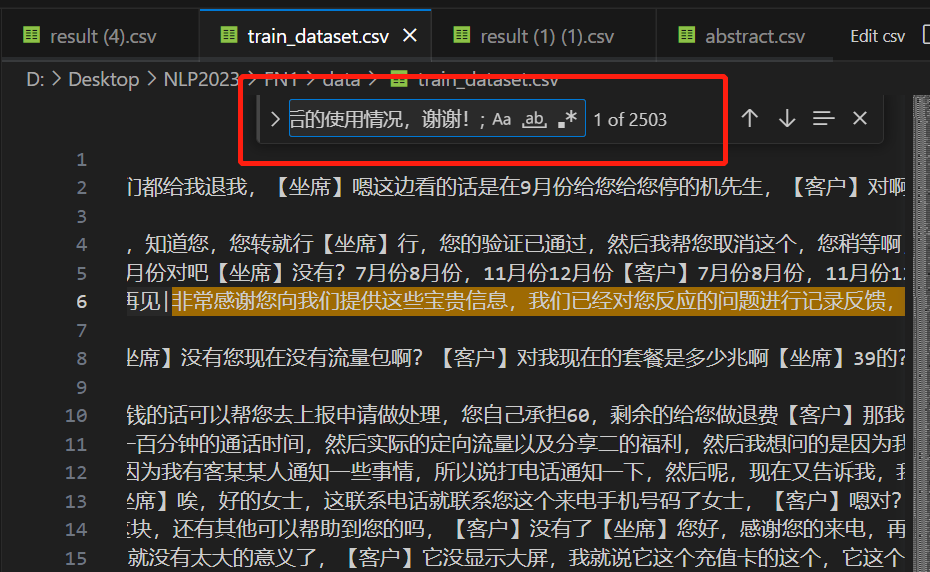 result (4).csv
train_dataset.csv
result (1) (1).csv
abstract.csv
Edit csv
D: > Desktop > NLP2023 > FN1 > data > train_dataset.csv
后的使用情况，谢谢！; Aa ab 1 of 2503
1
2 们都给我退我，【坐席】嗯这边看的话是在9月份给您给您停的机先生，【客户】对啊
3
4 ，知道您，您转就行【坐席】行，您的验证已通过，然后我帮您取消这个，您稍等啊
5 月份对吧【坐席】没有？7月份8月份，11月份12月份【客户】7月份8月份，11月份1
6 再见|非常感谢您向我们提供这些宝贵信息，我们已经对您反应的问题进行记录反馈，
7
8 坐席】没有您现在没有流量包啊？【客户】对我现在的套餐是多少兆啊【坐席】39的？
9
10 钱的话可以帮您去上报申请做处理，您自己承担60，剩余的给您做退费【客户】那我
11 一百分钟的通话时间，然后实际的定向流量以及分享二的福利，然后我想问的是因为我
12 因为我有客某某人通知一些事情，所以说打电话通知一下，然后呢，现在又告诉我，我
13 坐席】唉，好的女士，这联系电话就联系您这个来电手机号码了女士，【客户】嗯对？
14 块，还有其他可以帮助到您的吗，【客户】没有了【坐席】您好，感谢您的来电，再
15 就没有太大的意义了，【客户】它没显示大屏，我就说它这个充值卡的这个，它这个